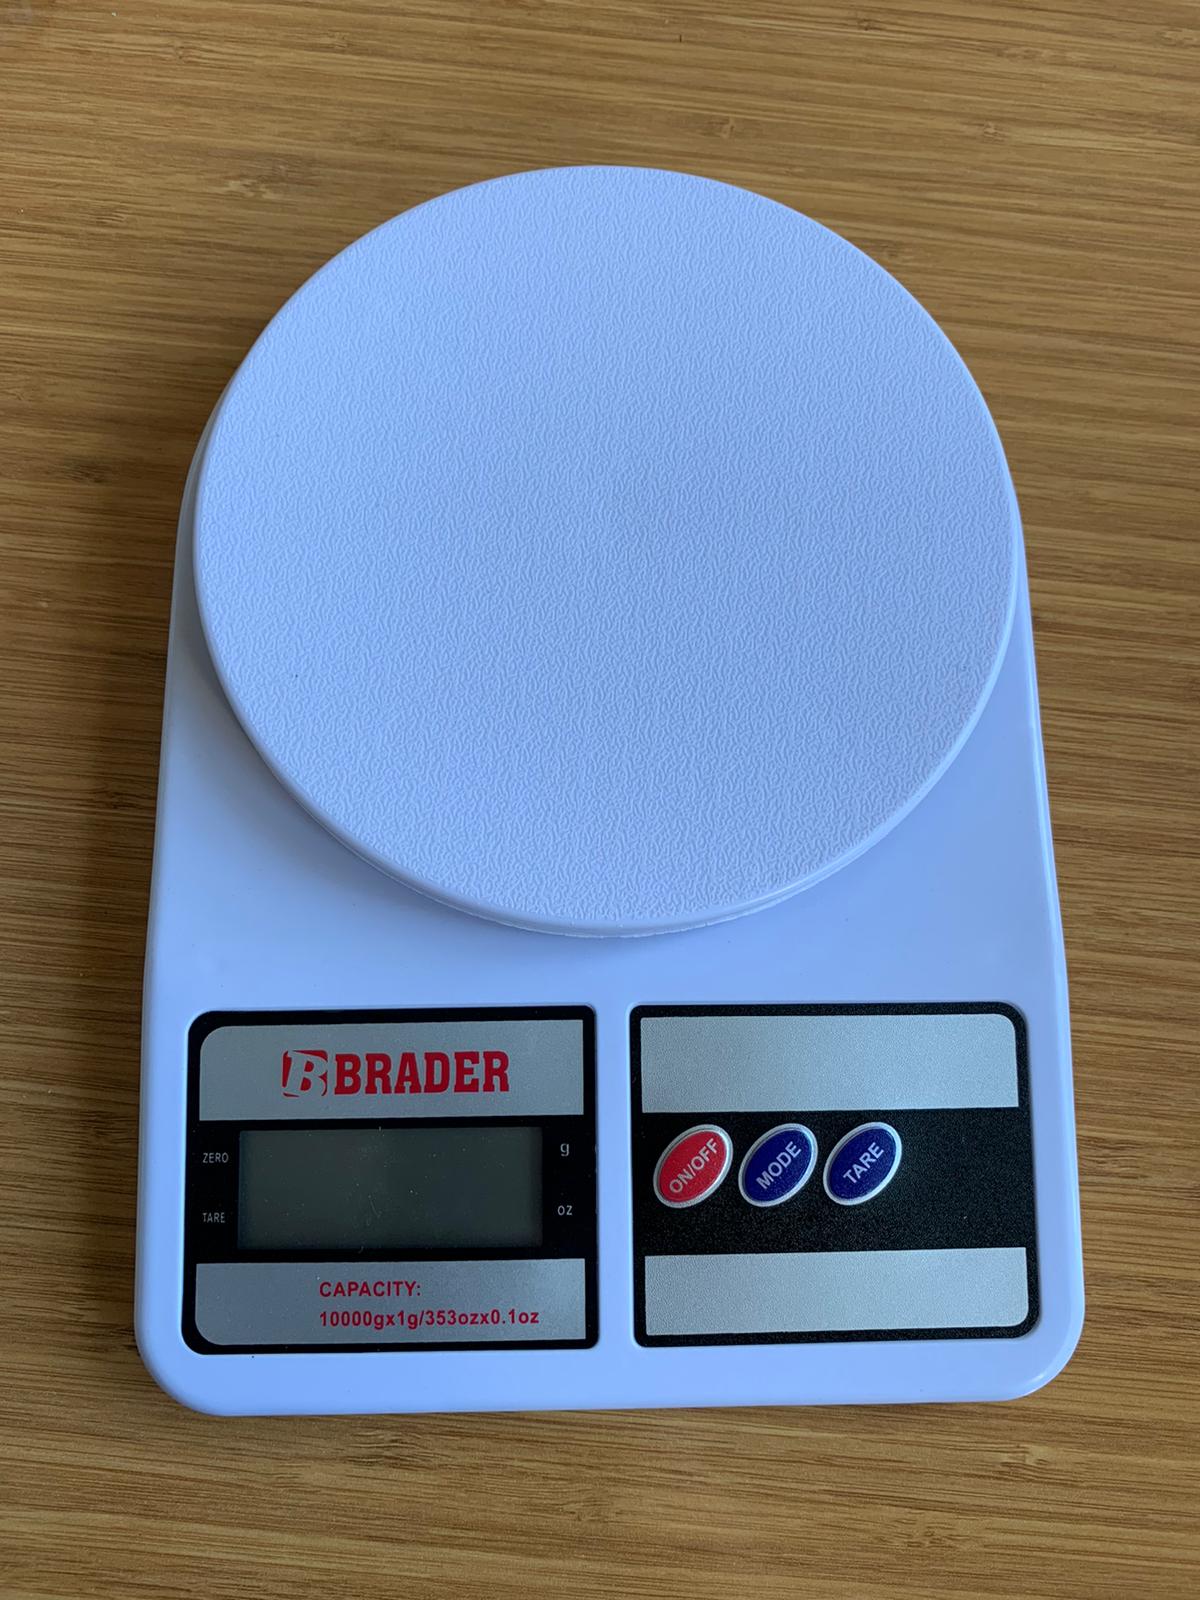 BRADER
ZERO
g
TARE
oz
CAPACITY:
10000gx1g/353ozx0.1oz
ON/OFF
MODE
TARE